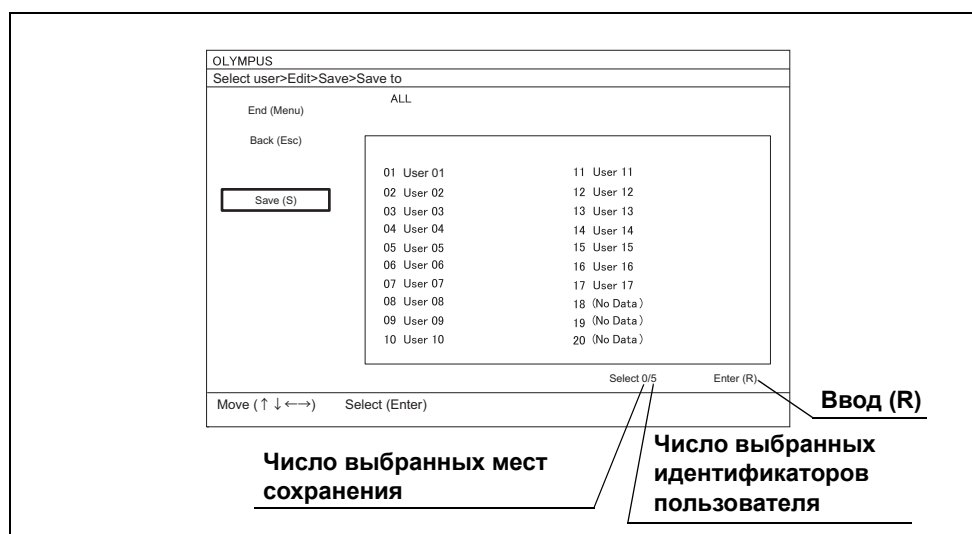 OLYMPUS
Select user>Edit>Save>Save to
ALL
End (Menu)
Back (Esc)
Save (S)
01 User 01
02 User 02
03 User 03
04 User 04
05 User 05
06 User 06
07 User 07
08 User 08
09 User 09
10 User 10
11 User 11
12 User 12
13 User 13
14 User 14
15 User 15
16 User 16
17 User 17
18 (No Data)
19 (No Data)
20 (No Data)
Select 0/5
Enter (R)
Move (↑↓←→) Select (Enter)
Ввод (R)
Число выбранных мест
сохранения
Число выбранных
идентификаторов
пользователя